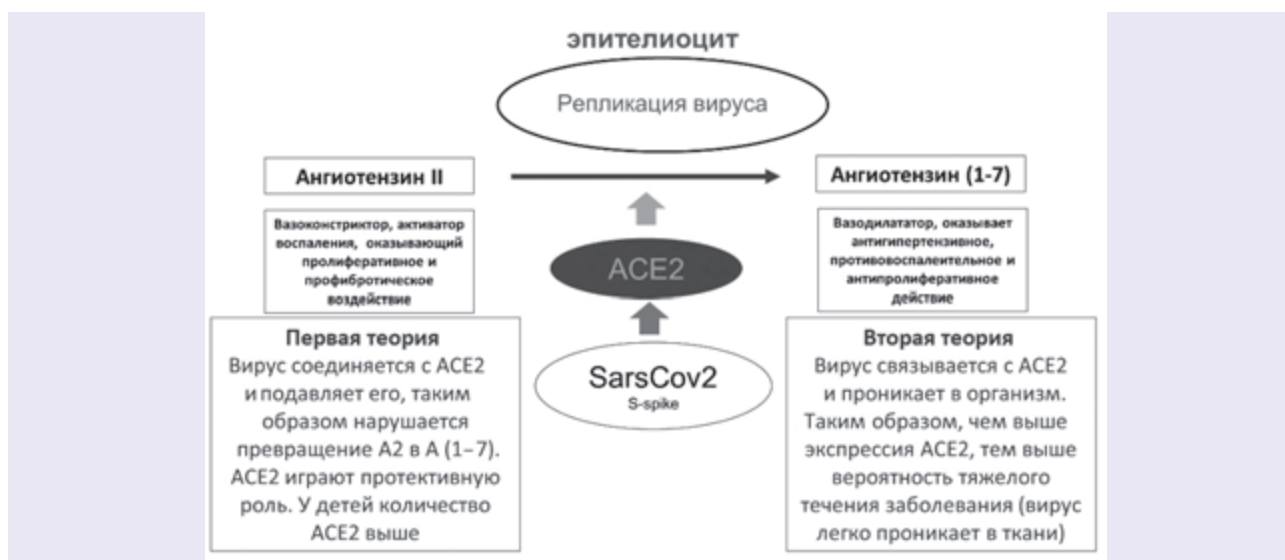 эпителиоцит
Репликация вируса
Ангиотензин II
Ангиотензин (1-7)
Вазоконстриктор, активатор
воспаления, оказывающий
пролиферативное и
профибротическое
воздействие
Вазодилататор, оказывает
антигипертензивное,
противовоспалеительное и
антипролиферативное
действие
ACE2
SarsCov2
S-spike
Первая теория
Вирус соединяется с ACE2
и подавляет его, таким
образом нарушается
превращение А2 в А (1–7).
ACE2 играют протективную
роль. У детей количество
ACE2 выше
Вторая теория
Вирус связывается с ACE2
и проникает в организм.
Таким образом, чем выше
экспрессия ACE2, тем выше
вероятность тяжелого
течения заболевания (вирус
легко проникает в ткани)